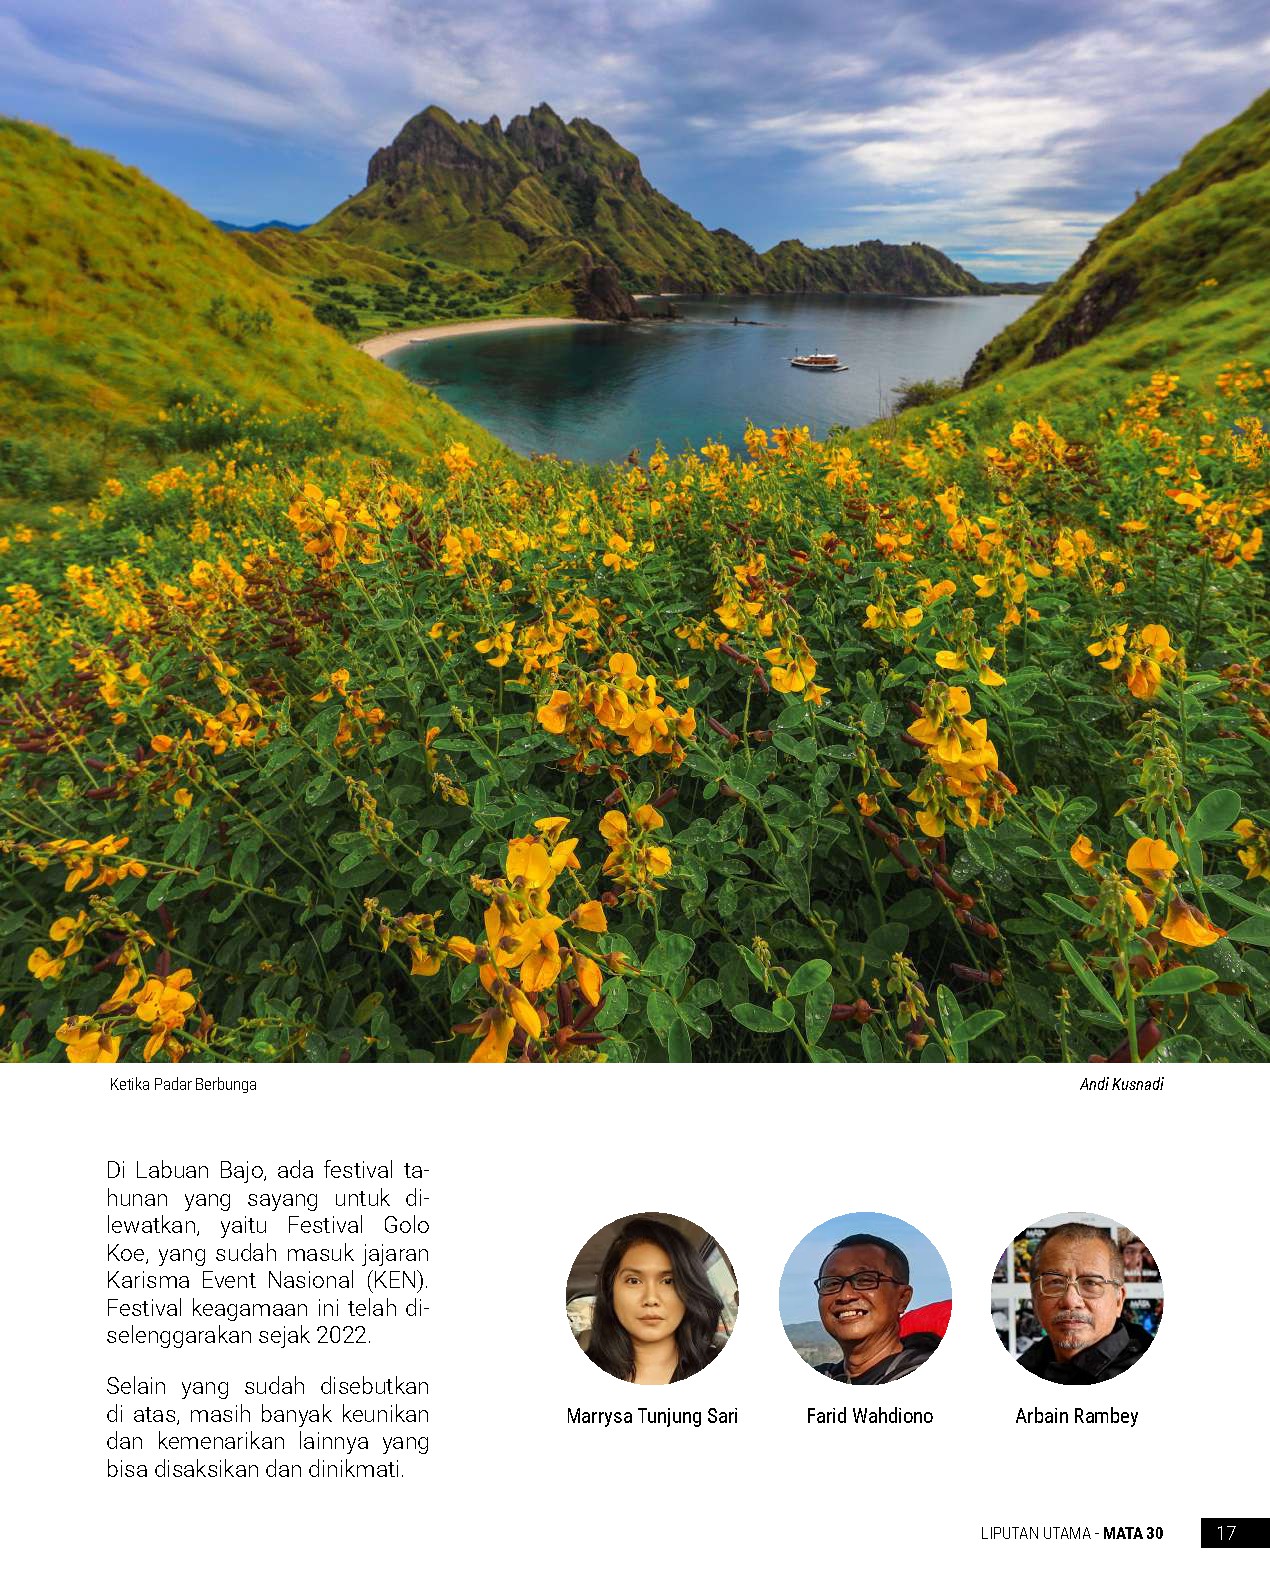 Ketika Padar Berbunga
Andi Kusnadi
Di Labuan Bajo, ada festival ta-
hunan yang sayang untuk di-
lewatkan, yaitu Festival Golo
Koe, yang sudah masuk jajaran
Karisma Event Nasional (KEN).
Festival keagamaan ini telah di-
selenggarakan sejak 2022.
Selain yang sudah disebutkan
di atas, masih banyak keunikan
dan kemenarikan lainnya yang
bisa disaksikan dan dinikmati.
Marrysa Tunjung Sari
Farid Wahdiono
Arbain Rambey
LIPUTAN UTAMA - MATA 30
17